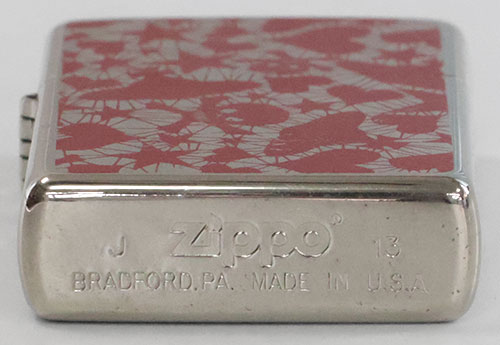 J Zippo® 13
BRADFORD,PA. MADE IN U.S.A